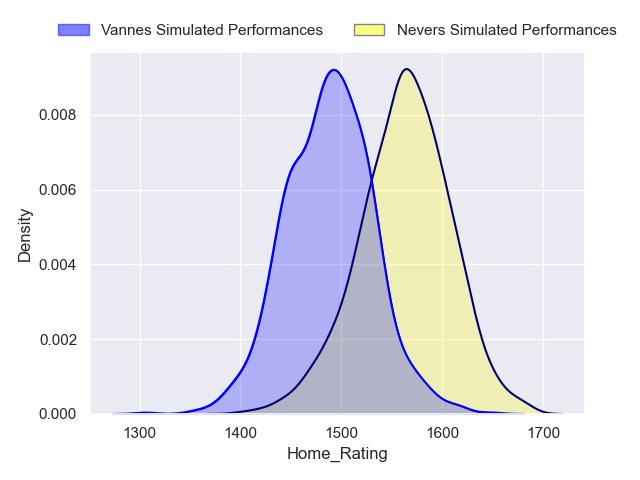 Vannes Simulated Performances Nevers Simulated Performances
0.008
0.006
0.004
0.002
0.000
Density
1300 1400 1500 1600 1700
Home_Rating